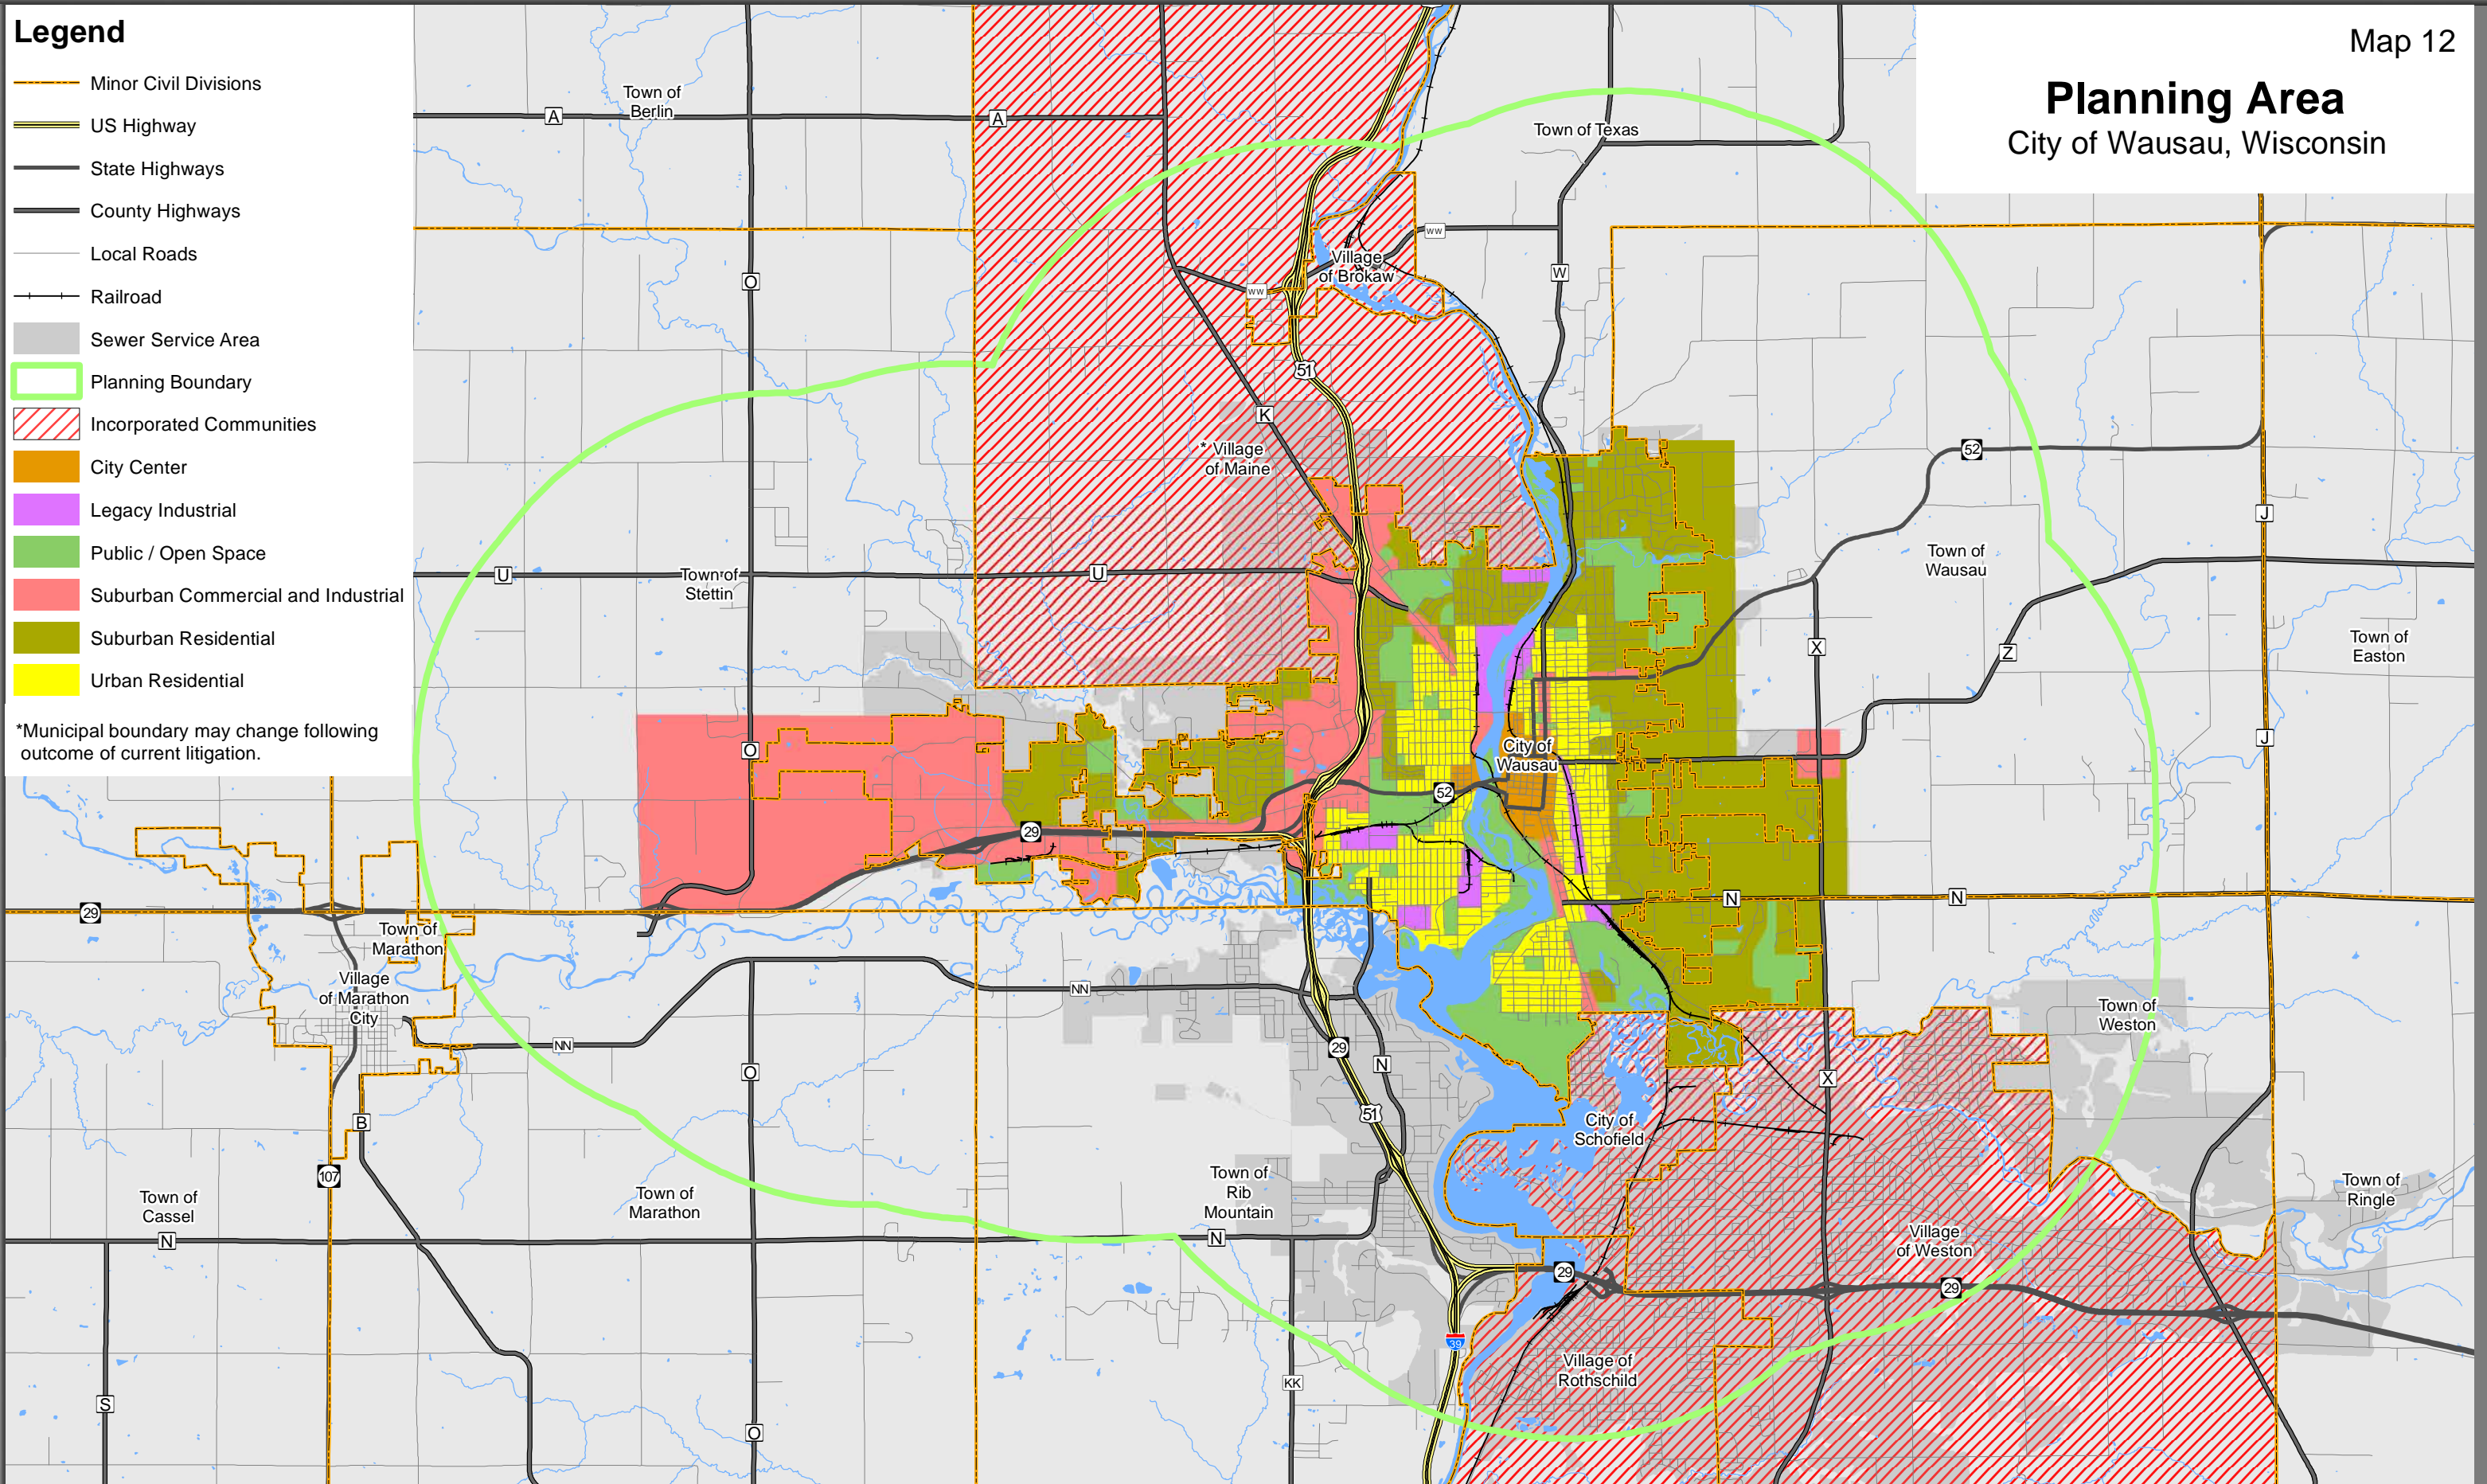 Legend
Minor Civil Divisions
US Highway
State Highways
County Highways
Local Roads
Railroad
Sewer Service Area
Planning Boundary
Incorporated Communities
City Center
Legacy Industrial
Public / Open Space
Suburban Commercial and Industrial
Suburban Residential
Urban Residential
*Municipal boundary may change following
outcome of current litigation.
Map 12
Planning Area
City of Wausau, Wisconsin
Town of
Berlin
A
A
Town of Texas
O
WW
W
Village
of Brokaw
WW
51
K
* Village
of Maine
52
J
U
Town of
Stettin
U
Town of
Wausau
X
Z
Town of
Easton
O
City of
Wausau
J
52
29
29
N
N
Town of
Marathon
Village
of Marathon
City
NN
NN
Town of
Weston
29
N
O
X
51
B
City of
Schofield
107
Town of
Cassel
Town of
Marathon
Town of
Rib
Mountain
Town of
Ringle
N
N
Village
of Weston
29
29
39
Village of
Rothschild
KK
S
O